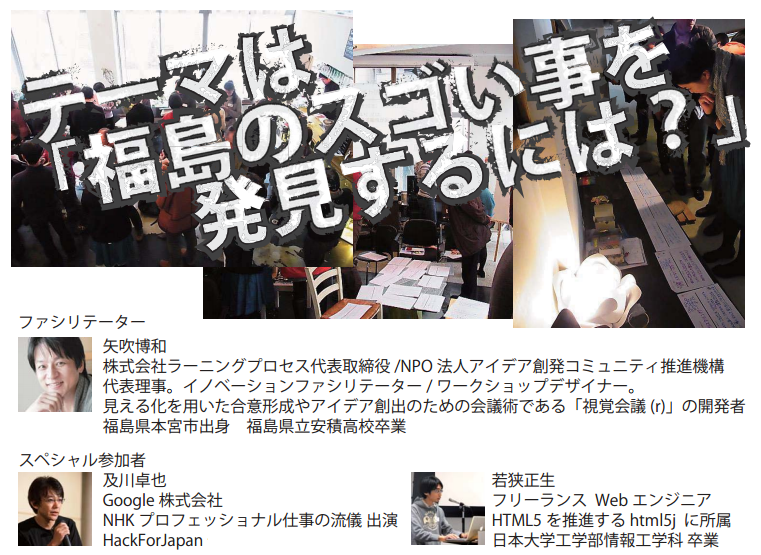 テーマは
「福島のスゴい事を
発見するには？」
ファシリテーター
矢吹博和
株式会社ラーニングプロセス代表取締役 /NPO 法人アイデア創発コミュニティ推進機構
代表理事。イノベーションファシリテーター / ワークショップデザイナー。
見える化を用いた合意形成やアイデア創出のための会議術である「視覚会議 (r)」の開発者
福島県本宮市出身　福島県立安積高校卒業
スペシャル参加者
及川卓也
Google 株式会社
NHK プロフェッショナル仕事の流儀 出演
HackForJapan
若狭正生
フリーランス Web エンジニア
HTML5 を推進する html5j に所属
日本大学工学部情報工学科 卒業